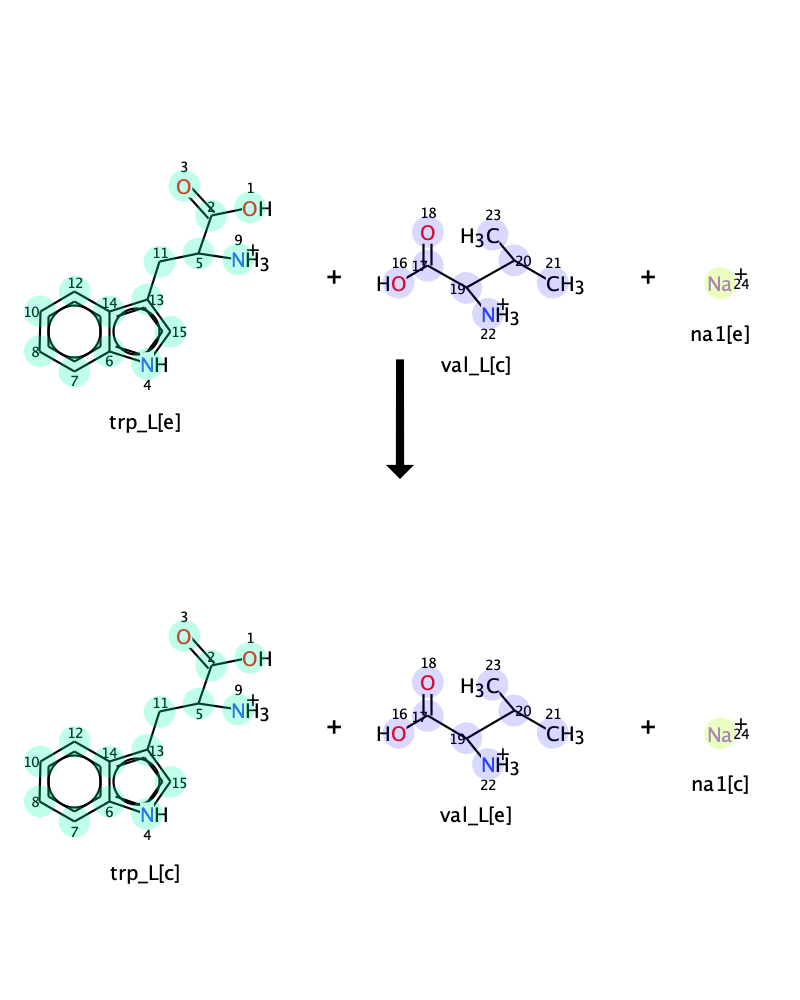 3
1
2
O
OH
9
+
11
5
NH3
12
13
10
14
15
8
6
7
NH
4
trp_L[e]
+
18
23
O
H3C
16
17
20
21
HO
19
CH3
+
NH3
22
val_L[c]
+
+
Na
24
na1[e]
3
1
2
O
OH
9
+
11
5
NH3
12
13
10
14
15
8
6
7
NH
4
trp_L[c]
+
18
23
O
H3C
16
17
20
21
HO
19
CH3
+
NH3
22
val_L[e]
+
+
Na
24
na1[c]